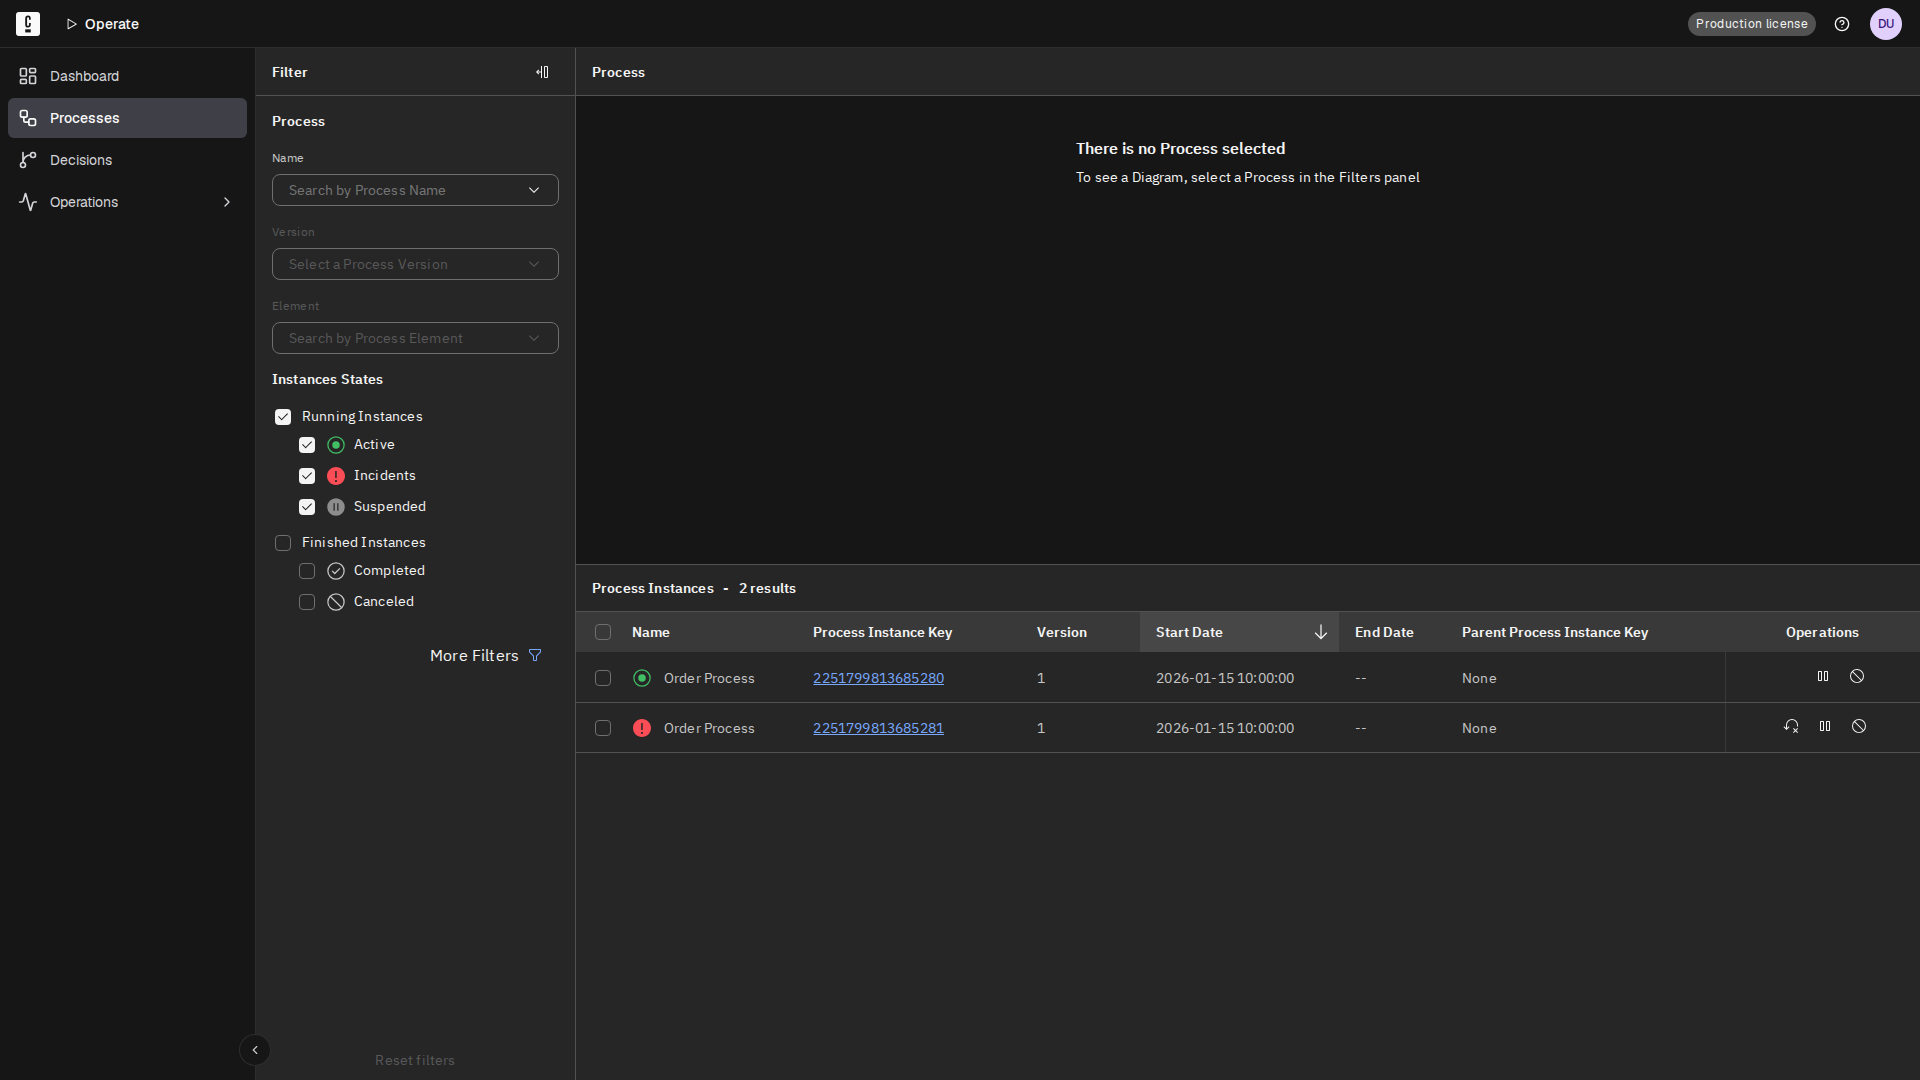 Operate
Production license
DU
Dashboard
Processes
Decisions
Operations
Filter
Process
Name
Search by Process Name
Version
Select a Process Version
Element
Search by Process Element
Instances States
Running Instances
Active
Incidents
Suspended
Finished Instances
Completed
Canceled
More Filters
Reset filters
Process
There is no Process selected
To see a Diagram, select a Process in the Filters panel
Process Instances - 2 results
Name Process Instance Key Version Start Date End Date Parent Process Instance Key Operations
Order Process 2251799813685280 1 2026-01-15 10:00:00 -- None
Order Process 2251799813685281 1 2026-01-15 10:00:00 -- None